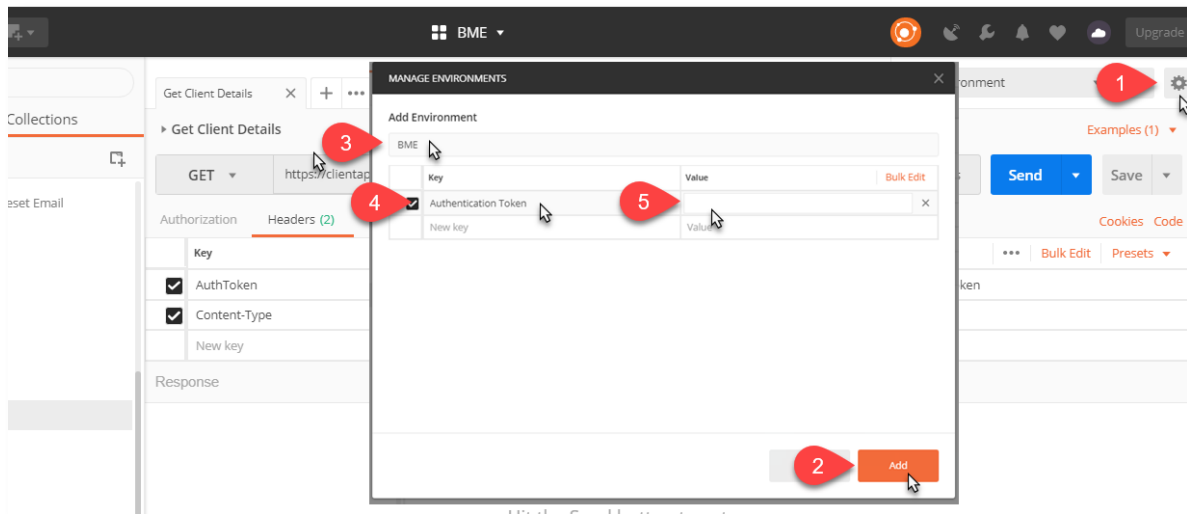 BME
Upgrade
MANAGE ENVIRONMENTS
Get Client Details
ronment
1
Collections
Add Environment
Get Client Details
Examples (1)
3
BME
GET
https://clientap
Key
Value
Bulk Edit
Send
Save
eset Email
4
Authentication Token
5
Authorization
Headers (2)
New key
Value
Cookies Code
Key
Bulk Edit
Presets
AuthToken
ken
Content-Type
New key
Response
2
Add